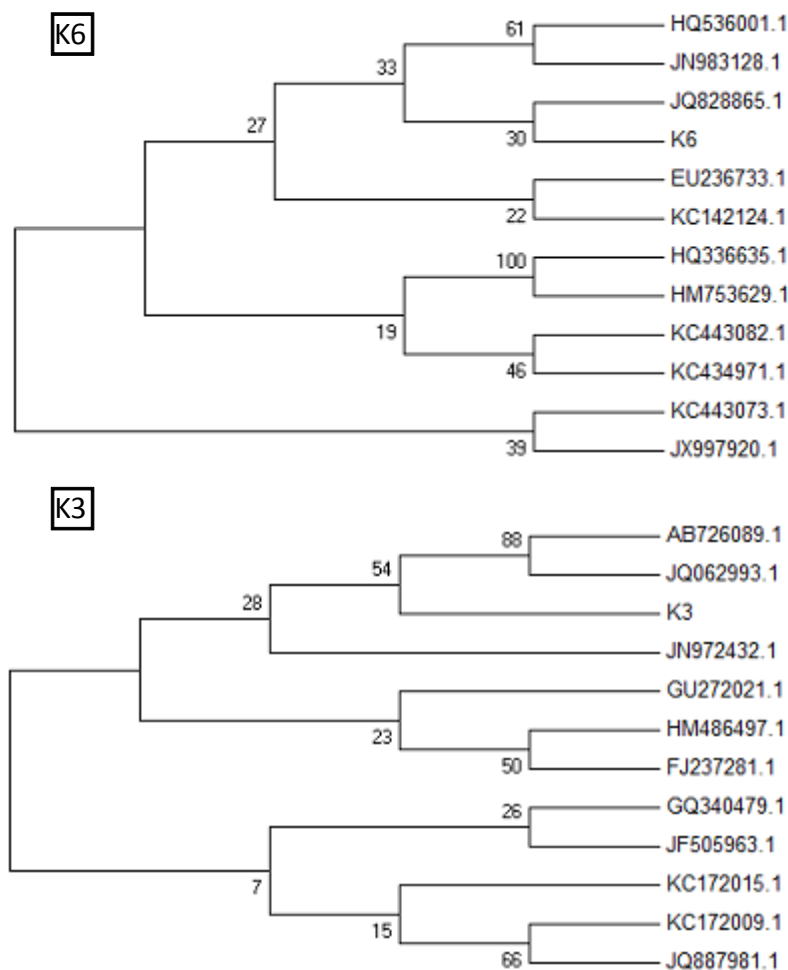 K6
61
HQ536001.1
JN983128.1
33
JQ828865.1
30
K6
27
EU236733.1
22
KC142124.1
100
HQ336635.1
HM753629.1
19
KC443082.1
46
KC434971.1
KC443073.1
39
JX997920.1
K3
88
AB726089.1
54
JQ062993.1
28
K3
JN972432.1
GU272021.1
23
HM486497.1
50
FJ237281.1
26
GQ340479.1
JF505963.1
7
KC172015.1
15
KC172009.1
66
JQ887981.1